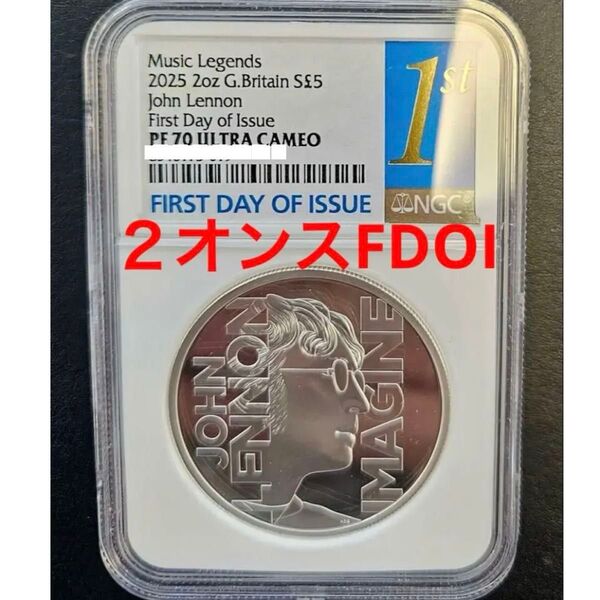 Music Legends
2025 2oz G.Britain S£5
John Lennon
First Day of Issue
PF 70 ULTRA CAMEO
FIRST DAY OF ISSUE
1st
NGC
２オンスFDOI
JOHN
LENNON
IMAGINE